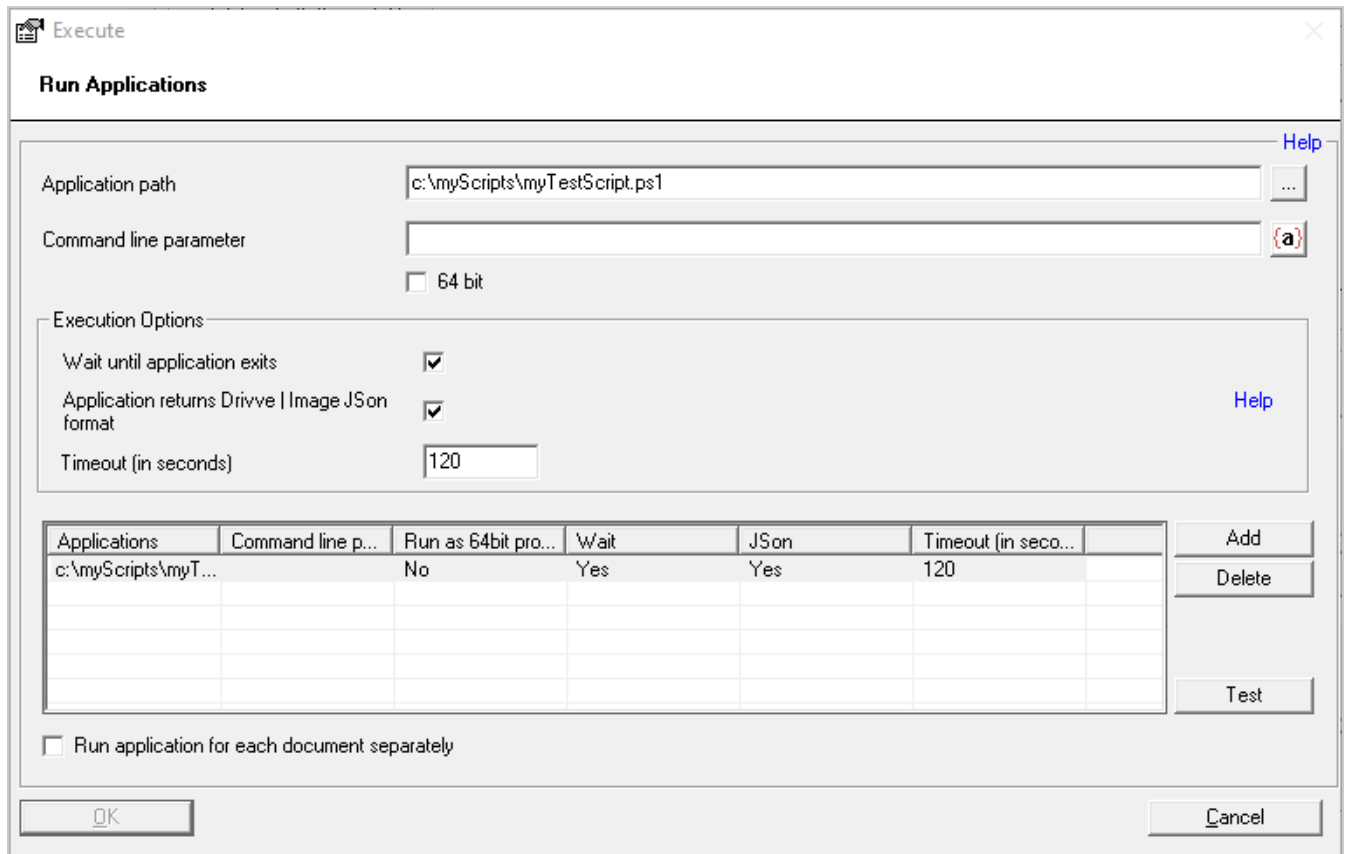 Execute
Run Applications
Help
Application path
c:\myScripts\myTestScript.ps1
...
Command line parameter
{a}
64 bit
Execution Options
Wait until application exits
Application returns Drivve | Image JSon
format
Help
Timeout (in seconds)
120
Applications Command line p... Run as 64bit pro... Wait JSon Timeout (in seco...
c:\myScripts\myT... No Yes Yes 120
Add
Delete
Test
Run application for each document separately
OK
Cancel